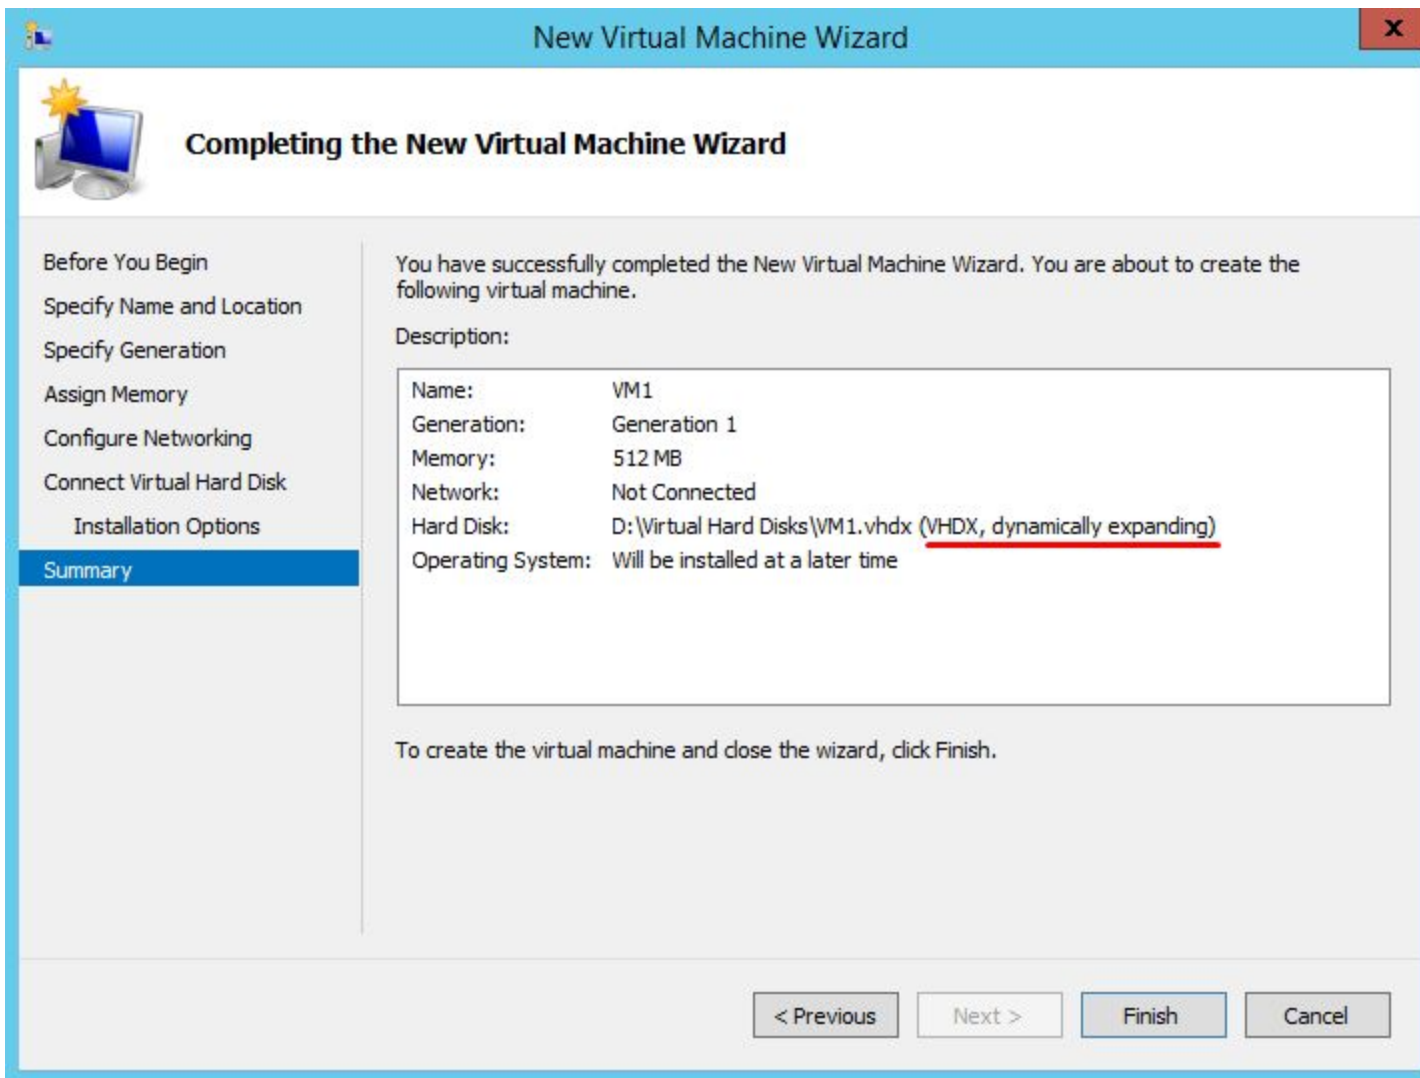 New Virtual Machine Wizard
x
Completing the New Virtual Machine Wizard
Before You Begin
Specify Name and Location
Specify Generation
Assign Memory
Configure Networking
Connect Virtual Hard Disk
Installation Options
Summary
You have successfully completed the New Virtual Machine Wizard. You are about to create the
following virtual machine.
Description:
Name: VM1
Generation: Generation 1
Memory: 512 MB
Network: Not Connected
Hard Disk: D:\Virtual Hard Disks\VM1.vhdx (VHDX, dynamically expanding)
Operating System: Will be installed at a later time
To create the virtual machine and close the wizard, click Finish.
< Previous Next > Finish Cancel